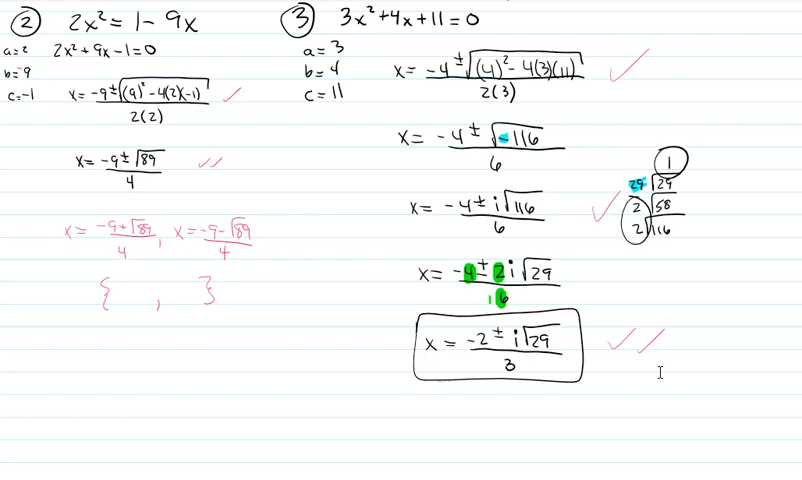 ② 2x² = 1 - 9x
a=2 2x² + 9x - 1 = 0
b=9
c=-1 x = (-9 ± √((9)² - 4(2)(-1))) / 2(2) ✓
x = (-9 ± √89) / 4 ✓✓
x = (-9 + √89) / 4 , x = (-9 - √89) / 4
{ , }
③ 3x² + 4x + 11 = 0
a = 3
b = 4
c = 11
x = (-4 ± √((4)² - 4(3)(11))) / 2(3) ✓
x = (-4 ± √-116) / 6
x = (-4 ± i√116) / 6 ✓
x = (-4 ± 2i√29) / 6
x = (-2 ± i√29) / 3 ✓✓
1
29 √29
2 √58
2 √116